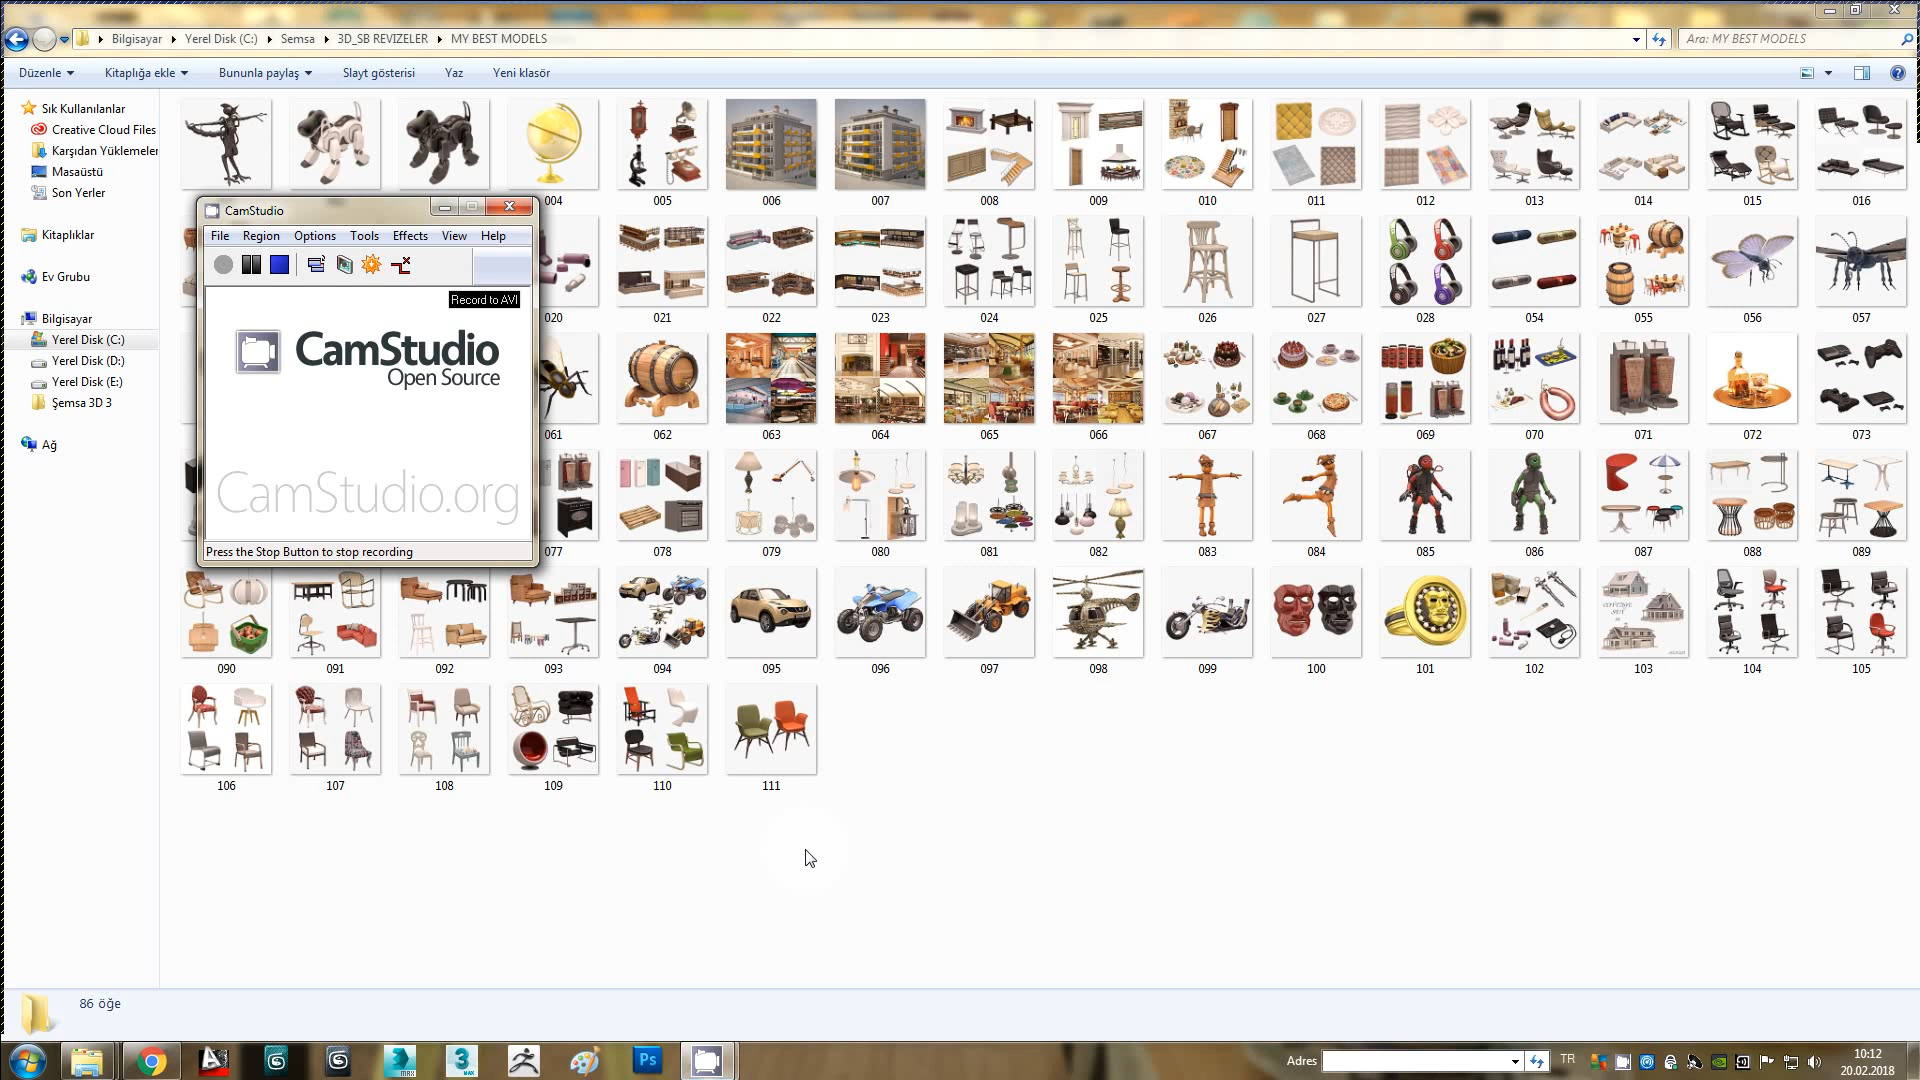 Bilgisayar
Yerel Disk (C:)
Semsa
3D_SB REVIZELER
MY BEST MODELS
Ara: MY BEST MODELS
Düzenle
Kitaplığa ekle
Bununla paylaş
Slayt gösterisi
Yaz
Yeni klasör
Sık Kullanılanlar
Creative Cloud Files
Karşıdan Yüklemeler
Masaüstü
Son Yerler
Kitaplıklar
Ev Grubu
Bilgisayar
Yerel Disk (C:)
Yerel Disk (D:)
Yerel Disk (E:)
Şemsa 3D 3
Ağ
004 005 006 007 008 009 010 011 012 013 014 015 016
020 021 022 023 024 025 026 027 028 054 055 056 057
061 062 063 064 065 066 067 068 069 070 071 072 073
077 078 079 080 081 082 083 084 085 086 087 088 089
090 091 092 093 094 095 096 097 098 099 100 101 102 103 104 105
106 107 108 109 110 111
CamStudio
File Region Options Tools Effects View Help
Record to AVI
CamStudio
Open Source
CamStudio.org
Press the Stop Button to stop recording
86 öğe
Ps
Adres
TR
10:12
20.02.2018